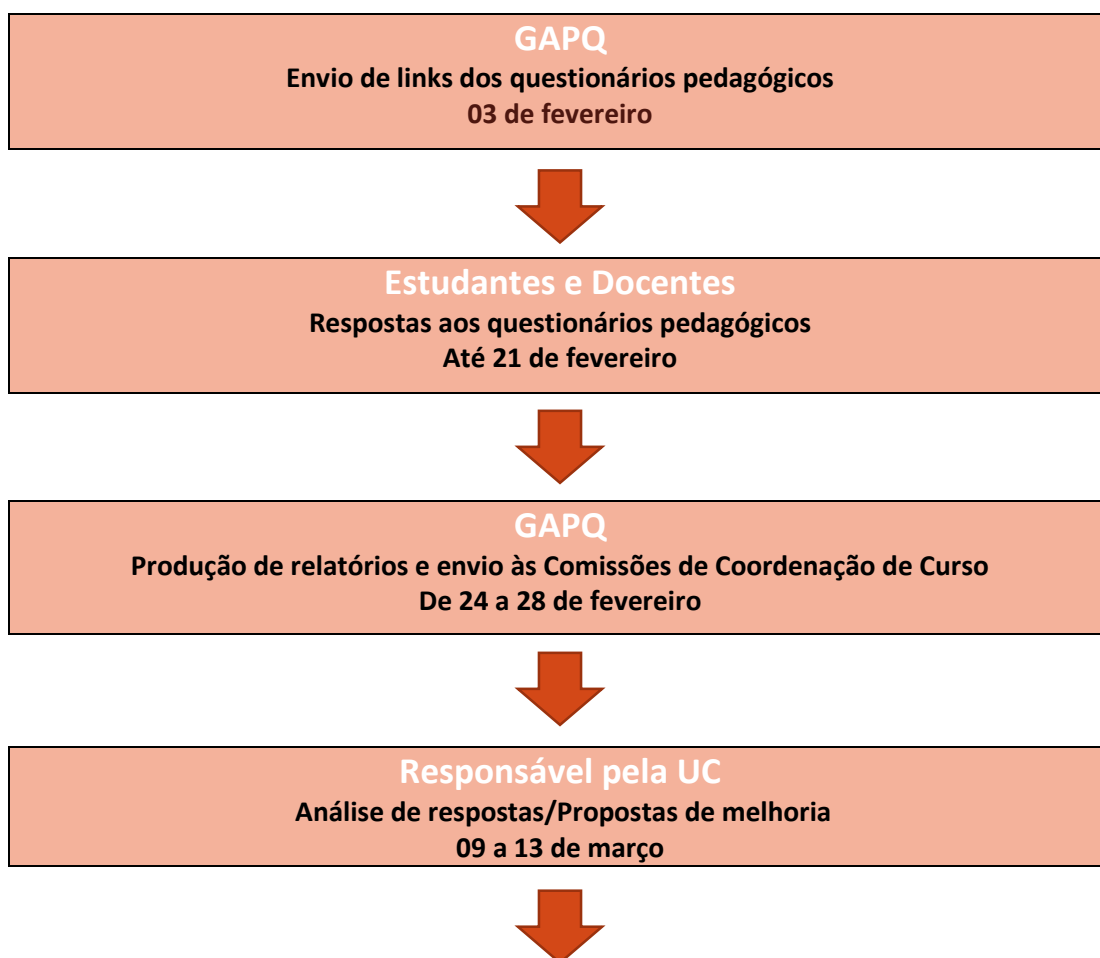 GAPQ
Envio de links dos questionários pedagógicos
03 de fevereiro
Estudantes e Docentes
Respostas aos questionários pedagógicos
Até 21 de fevereiro
GAPQ
Produção de relatórios e envio às Comissões de Coordenação de Curso
De 24 a 28 de fevereiro
Responsável pela UC
Análise de respostas/Propostas de melhoria
09 a 13 de março